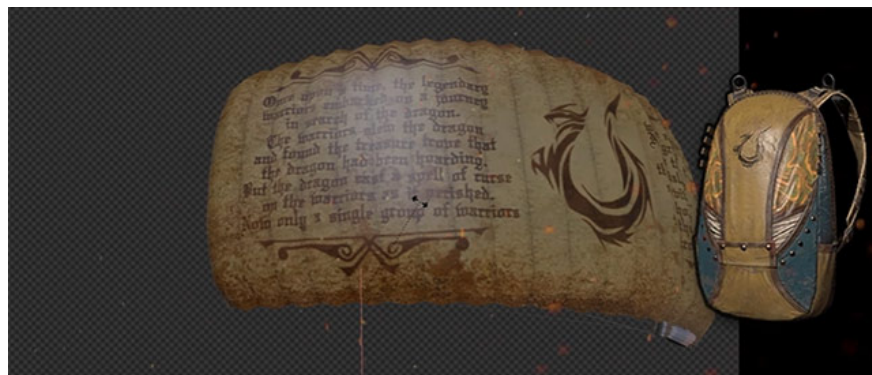 Once upon a time, the legendary
warriors embarked on a journey
in search of the dragon.
The warriors slew the dragon
and found the treasure trove that
the dragon had been hoarding.
But the dragon cast a spell of curse
on the warriors as it perished.
Now only a single group of warriors